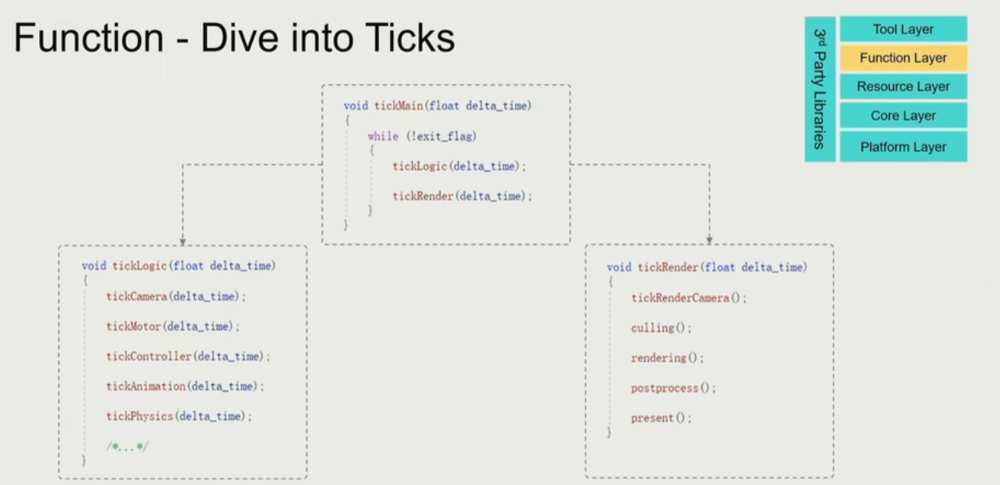 Function - Dive into Ticks
3rd Party Libraries
Tool Layer
Function Layer
Resource Layer
Core Layer
Platform Layer
void tickMain(float delta_time)
{
while (!exit_flag)
{
tickLogic(delta_time);
tickRender(delta_time);
}
}
void tickLogic(float delta_time)
{
tickCamera(delta_time);
tickMotor(delta_time);
tickController(delta_time);
tickAnimation(delta_time);
tickPhysics(delta_time);
/*...*/
}
void tickRender(float delta_time)
{
tickRenderCamera();
culling();
rendering();
postprocess();
present();
}